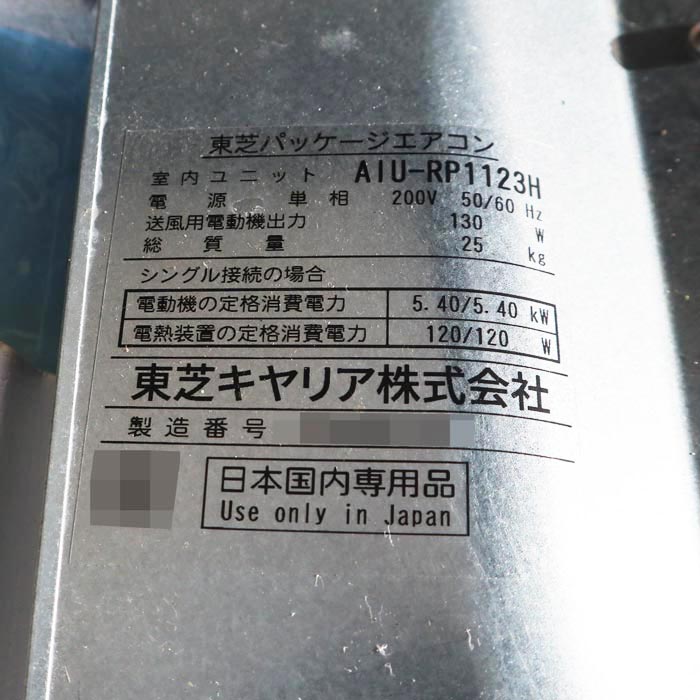 東芝パッケージエアコン
室内ユニット AIU-RP1123H
電源 単相 200V 50/60 Hz
送風用電動機出力 130 W
総質量 25 kg
シングル接続の場合
電動機の定格消費電力 5.40/5.40 kW
電熱装置の定格消費電力 120/120 W
東芝キヤリア株式会社
製造番号
日本国内専用品
Use only in Japan